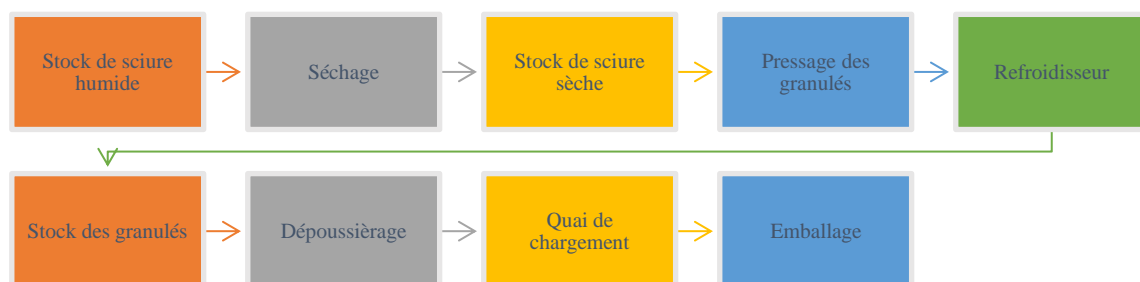 Stock de sciure
humide
Séchage
Stock de sciure
sèche
Pressage des
granulés
Refroidisseur
Stock des granulés
Dépoussièrage
Quai de
chargement
Emballage